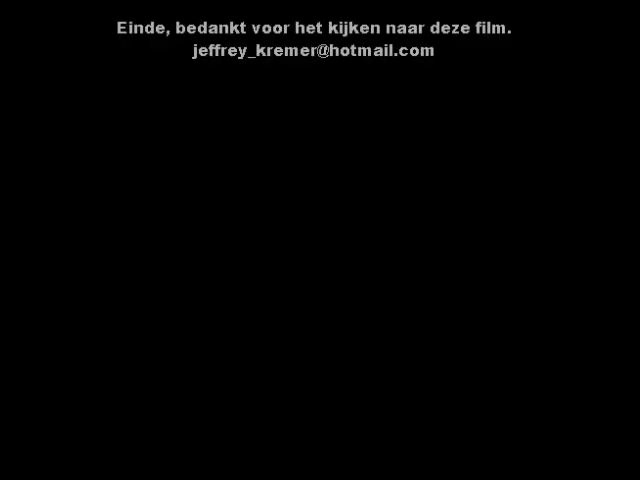 Einde, bedankt voor het kijken naar deze film.
jeffrey_kremer@hotmail.com